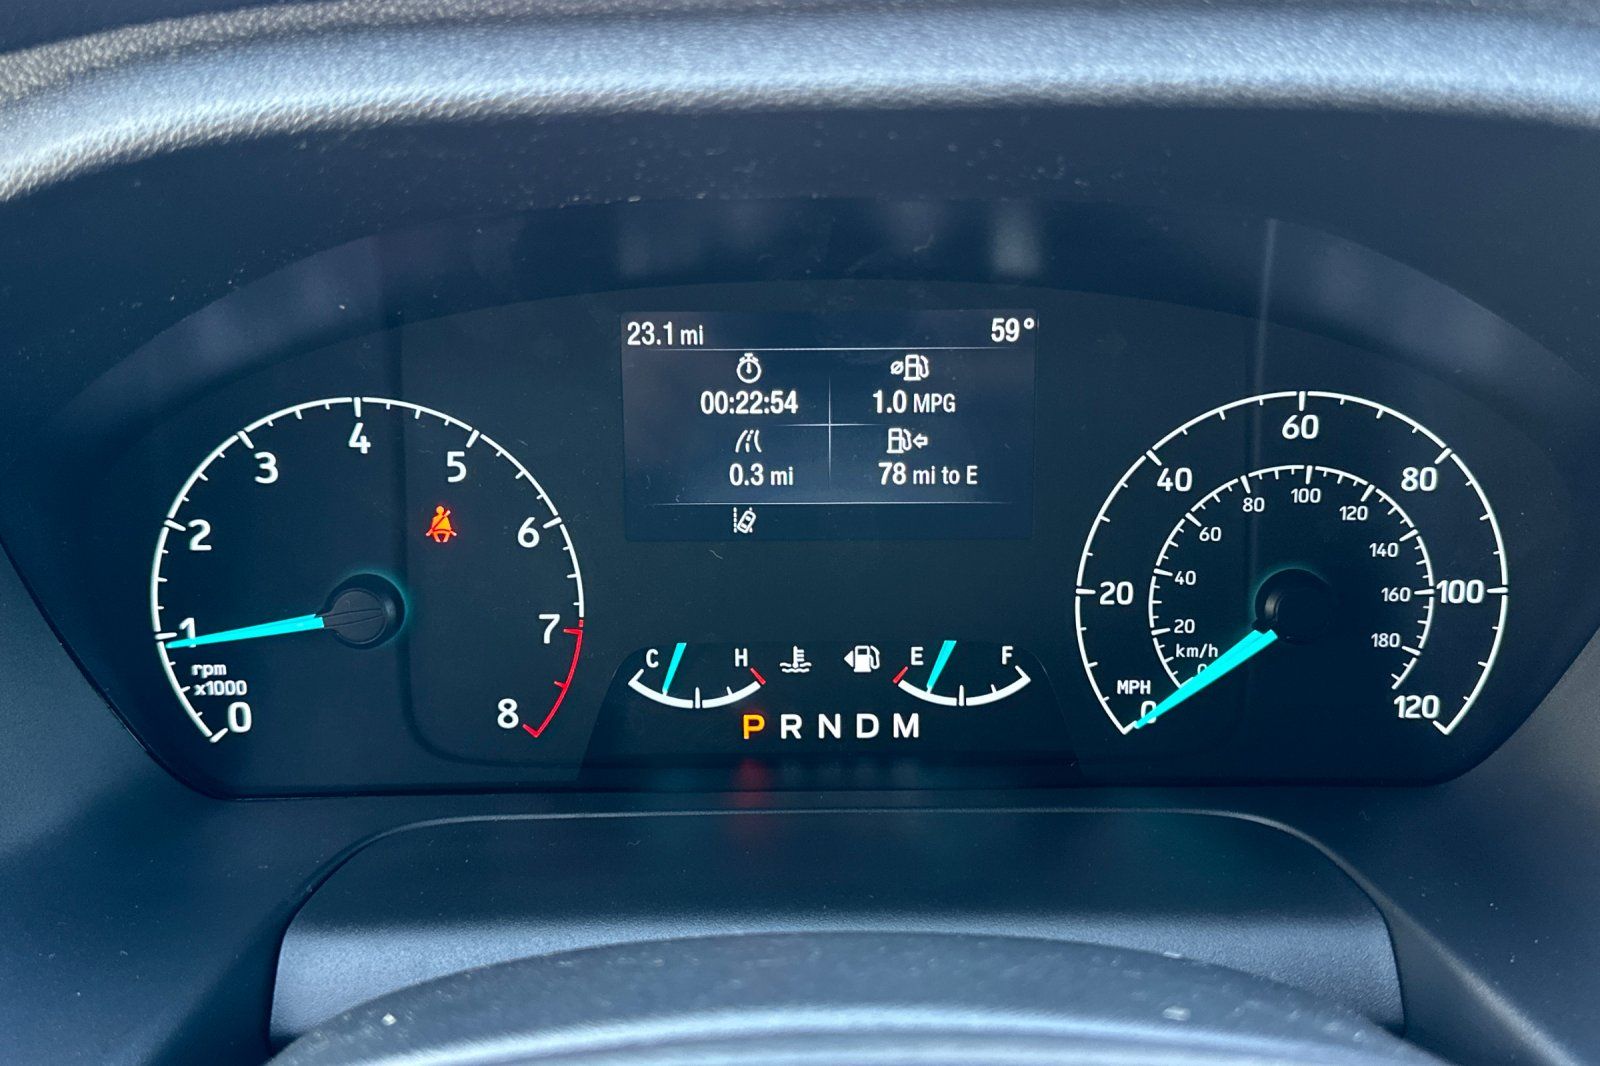 23.1 mi 59°
00:22:54 1.0 MPG
0.3 mi 78 mi to E
0 1 2 3 4 5 6 7 8
rpm
x1000
C H E F
P R N D M
0 20 40 60 80 100 120
MPH
0 20 40 60 80 100 120 140 160 180
km/h